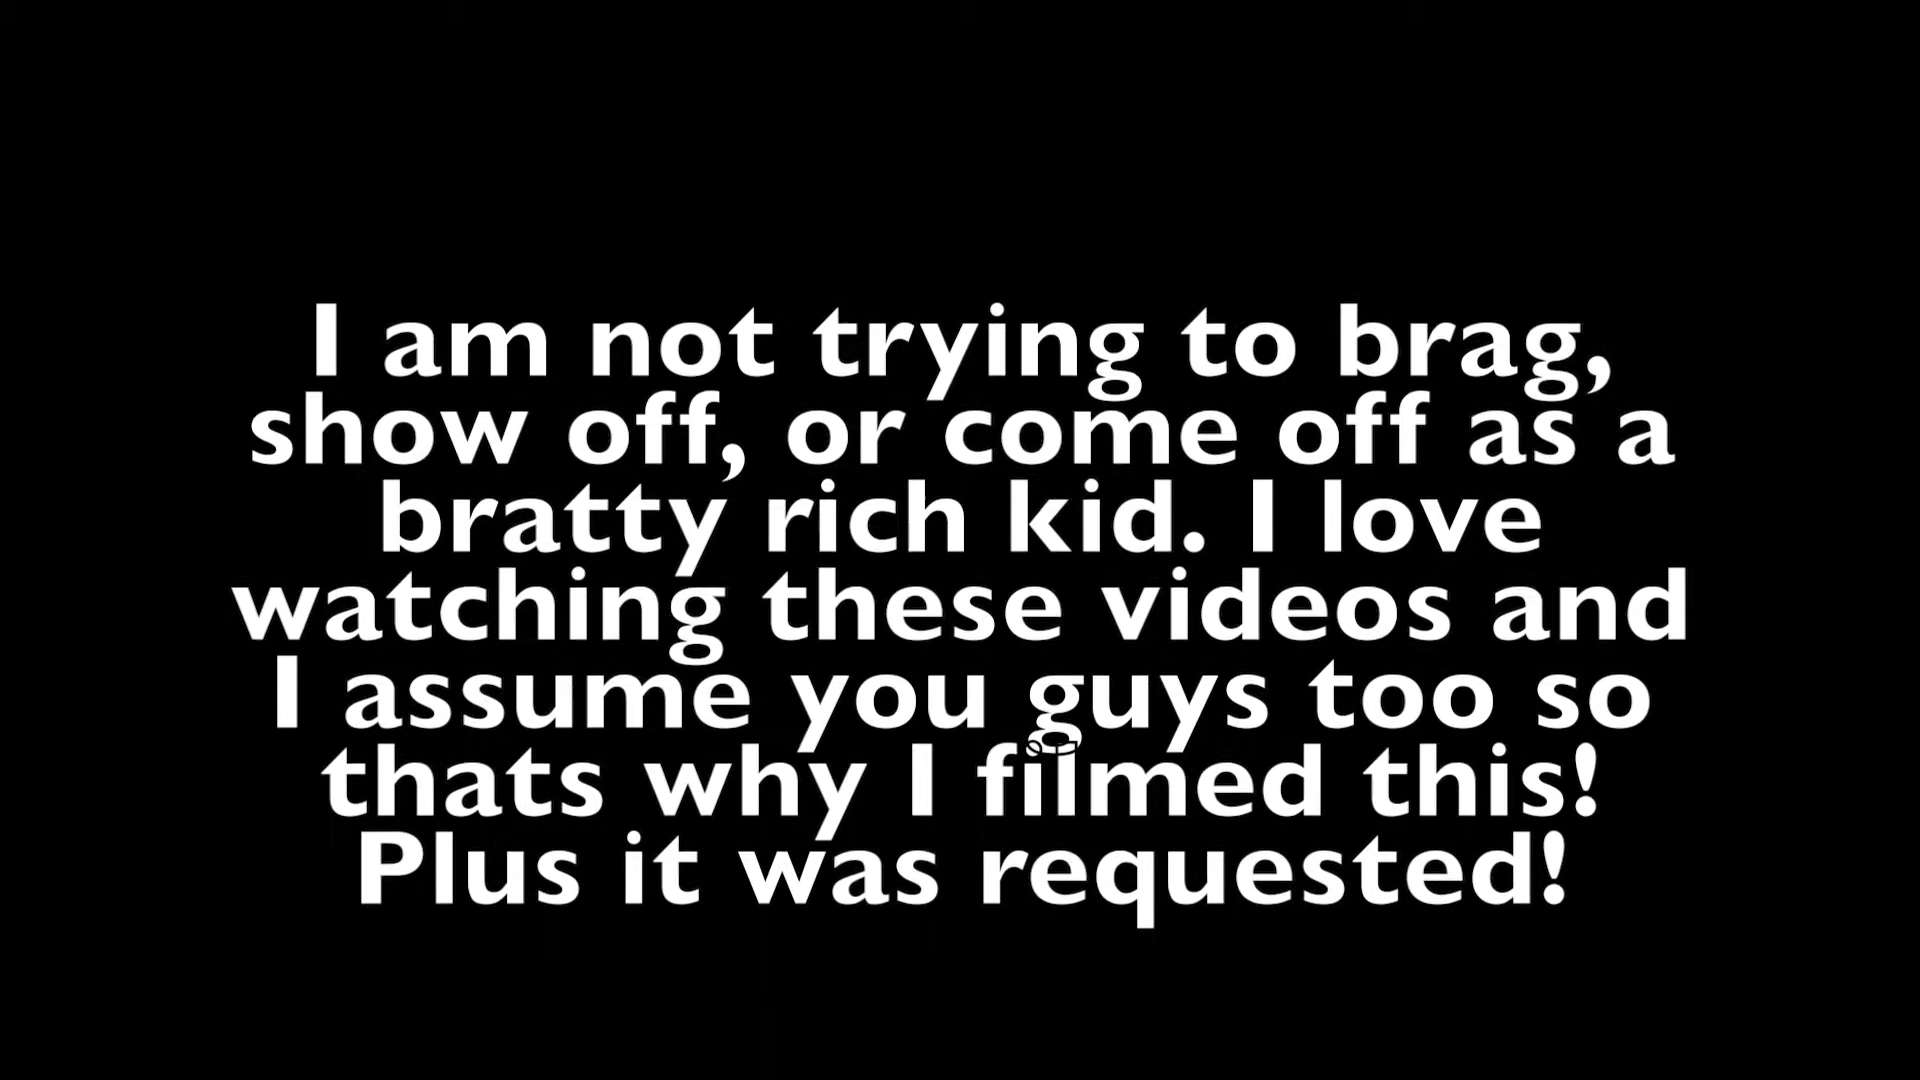 I am not trying to brag,
show off, or come off as a
bratty rich kid. I love
watching these videos and
I assume you guys too so
thats why I filmed this!
Plus it was requested!